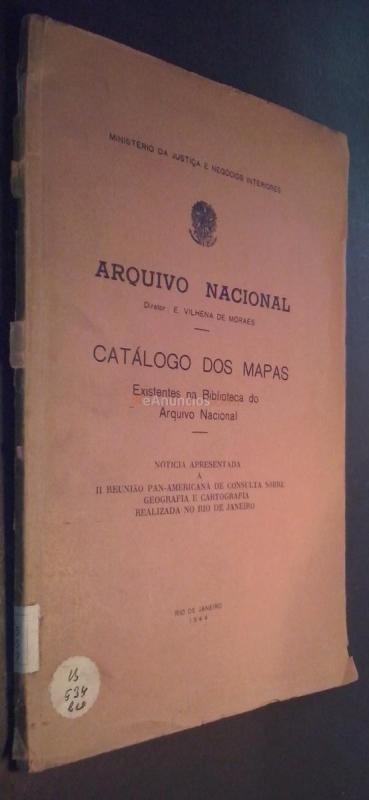 MINISTÉRIO DA JUSTIÇA E NEGÓCIOS INTERIORES
ARQUIVO NACIONAL
Diretor: E. VILHENA DE MORAES
CATÁLOGO DOS MAPAS
Existentes na Biblioteca do
Arquivo Nacional
eAnuncios
NOTICIA APRESENTADA
À
II REUNIÃO PAN-AMERICANA DE CONSULTA SOBRE
GEOGRAFIA E CARTOGRAFIA
REALIZADA NO RIO DE JANEIRO
RIO DE JANEIRO
1944